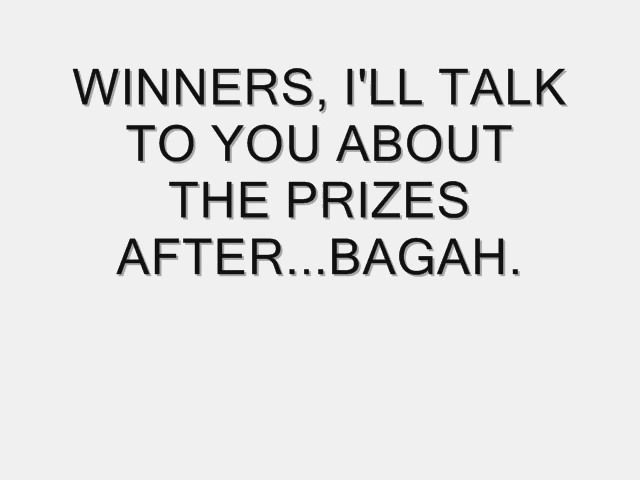 WINNERS, I'LL TALK
TO YOU ABOUT
THE PRIZES
AFTER...BAGAH.